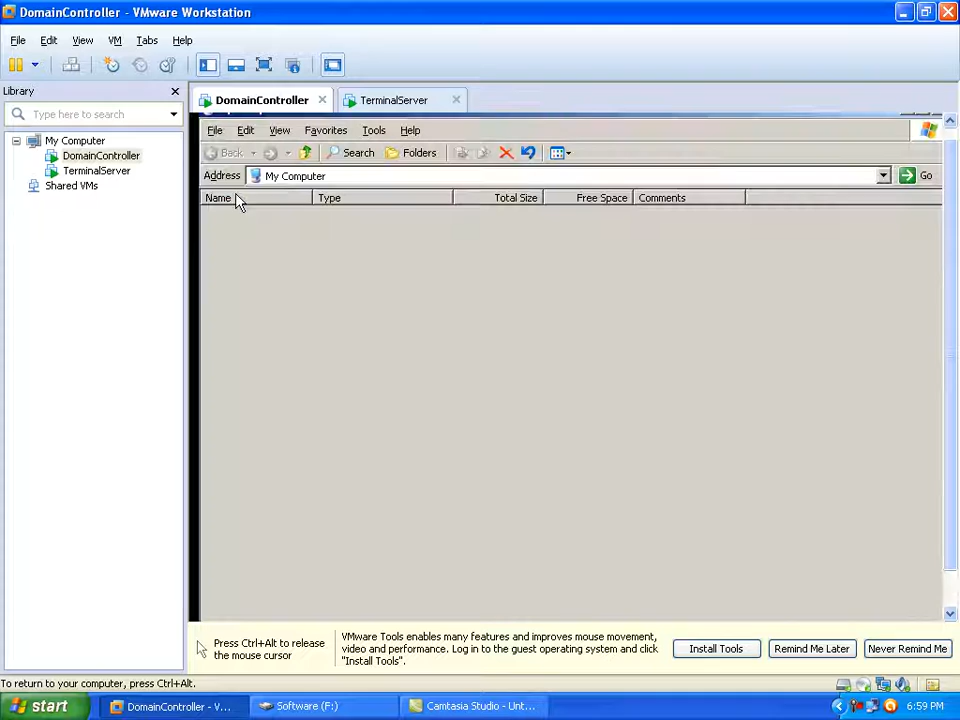 DomainController - VMware Workstation
File Edit View VM Tabs Help
Library
Type here to search
My Computer
DomainController
TerminalServer
Shared VMs
DomainController TerminalServer
File Edit View Favorites Tools Help
Back Search Folders
Address My Computer Go
Name Type Total Size Free Space Comments
Press Ctrl+Alt to release
the mouse cursor
VMware Tools enables many features and improves mouse movement,
video and performance. Log in to the guest operating system and click
"Install Tools".
Install Tools Remind Me Later Never Remind Me
To return to your computer, press Ctrl+Alt.
start DomainController - V... Software (F:) Camtasia Studio - Unt... 6:59 PM